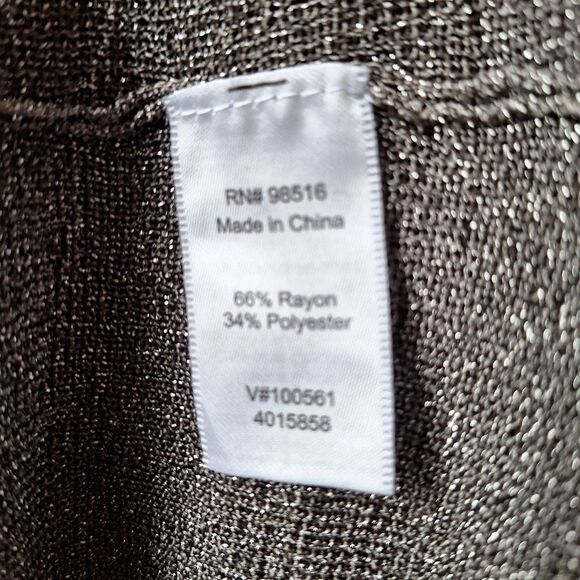 RN# 98516
Made in China
66% Rayon
34% Polyester
V#100561
4015858